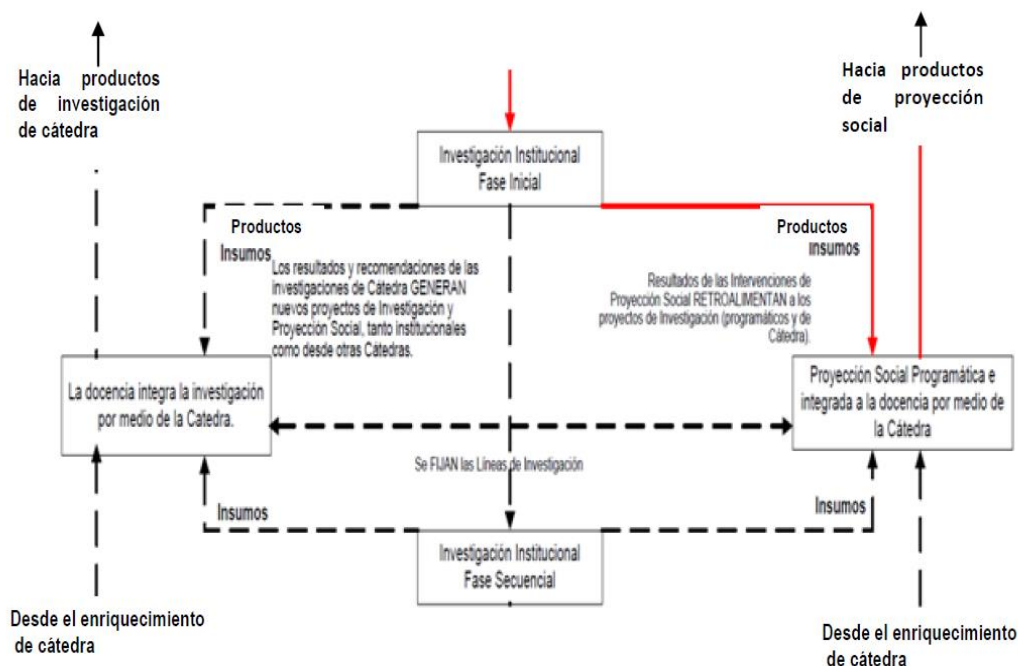 Hacia productos
de investigación
de cátedra
Hacia productos
de proyección
social
Investigación Institucional
Fase Inicial
Productos
Insumos
Los resultados y recomendaciones de las
investigaciones de Cátedra GENERAN
nuevos proyectos de Investigación y
Proyección Social, tanto institucionales
como desde otras Cátedras.
Productos
Insumos
Resultados de las Intervenciones de
Proyección Social RETROALIMENTAN a los
proyectos de Investigación (programáticos y de
Cátedra).
La docencia integra la investigación
por medio de la Catedra.
Proyección Social Programática e
integrada a la docencia por medio de
la Cátedra
Se FIJAN las Líneas de Investigación
Insumos
Insumos
Investigación Institucional
Fase Secuencial
Desde el enriquecimiento
de cátedra
Desde el enriquecimiento
de cátedra